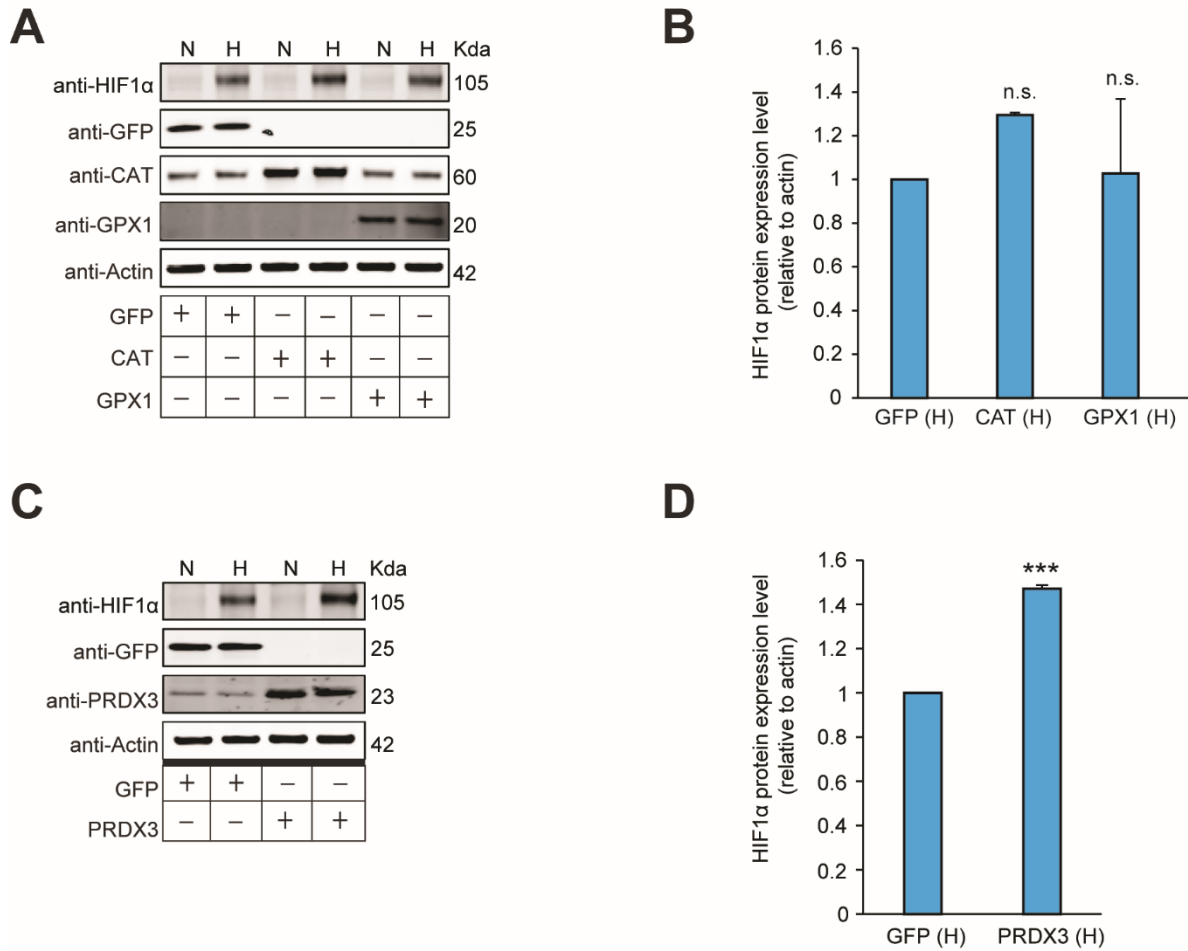 A
N H N H N H Kda
anti-HIF1α 105
anti-GFP 25
anti-CAT 60
anti-GPX1 20
anti-Actin 42
GFP + + − − − −
CAT − − + + − −
GPX1 − − − − + +
B
HIF1α protein expression level
(relative to actin)
1.6
1.4
1.2
1
0.8
0.6
0.4
0.2
0
n.s.
n.s.
GFP (H) CAT (H) GPX1 (H)
C
N H N H Kda
anti-HIF1α 105
anti-GFP 25
anti-PRDX3 23
anti-Actin 42
GFP + + − −
PRDX3 − − + +
D
HIF1α protein expression level
(relative to actin)
1.6
1.4
1.2
1
0.8
0.6
0.4
0.2
0
***
GFP (H) PRDX3 (H)